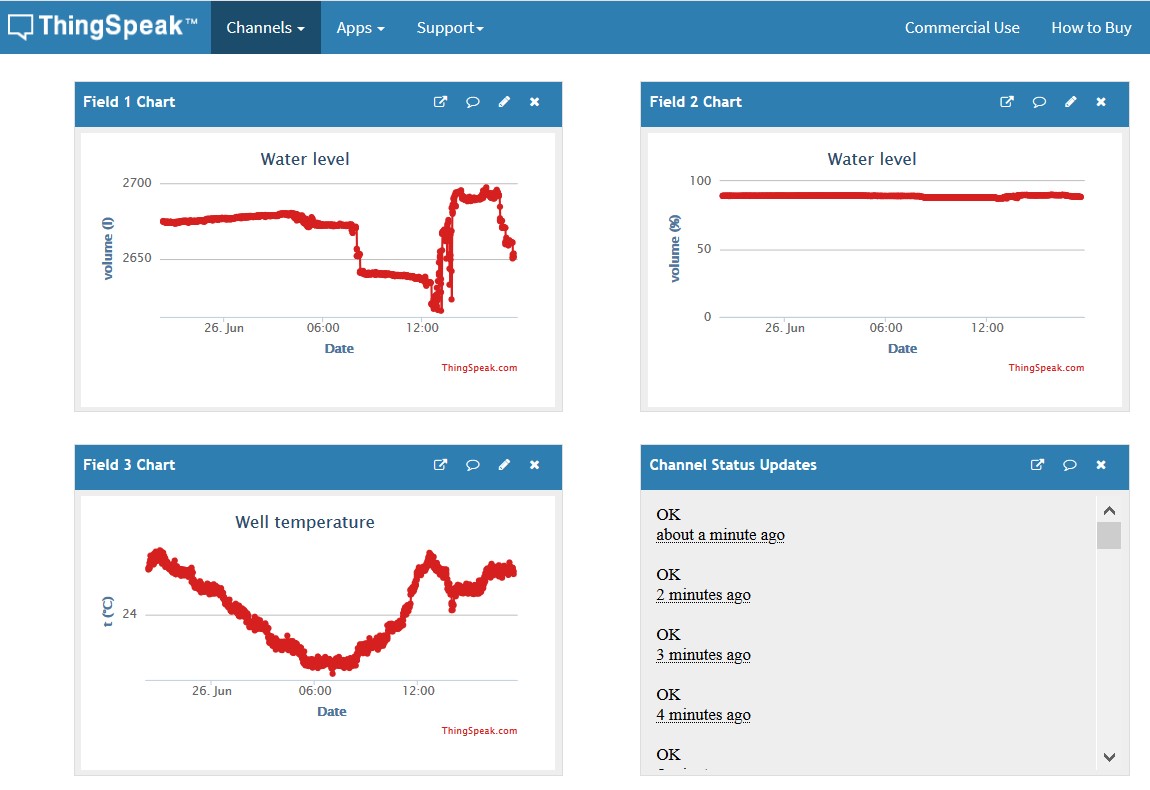 ThingSpeak™ Channels Apps Support Commercial Use How to Buy
Field 1 Chart
Water level
2700
2650
volume (l)
26. Jun 06:00 12:00
Date
ThingSpeak.com
Field 2 Chart
Water level
100
50
0
volume (%)
26. Jun 06:00 12:00
Date
ThingSpeak.com
Field 3 Chart
Well temperature
24
t (°C)
26. Jun 06:00 12:00
Date
ThingSpeak.com
Channel Status Updates
OK
about a minute ago
OK
2 minutes ago
OK
3 minutes ago
OK
4 minutes ago
OK